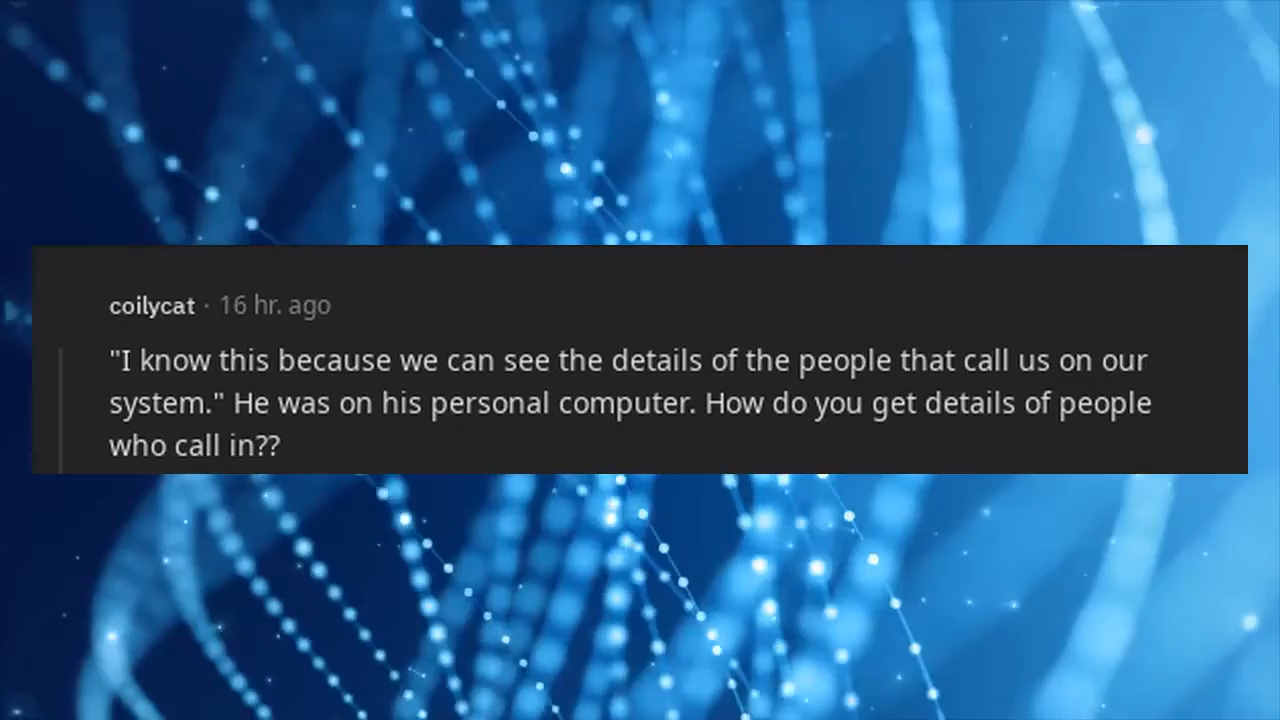 coilycat · 16 hr. ago
"I know this because we can see the details of the people that call us on our
system." He was on his personal computer. How do you get details of people
who call in??